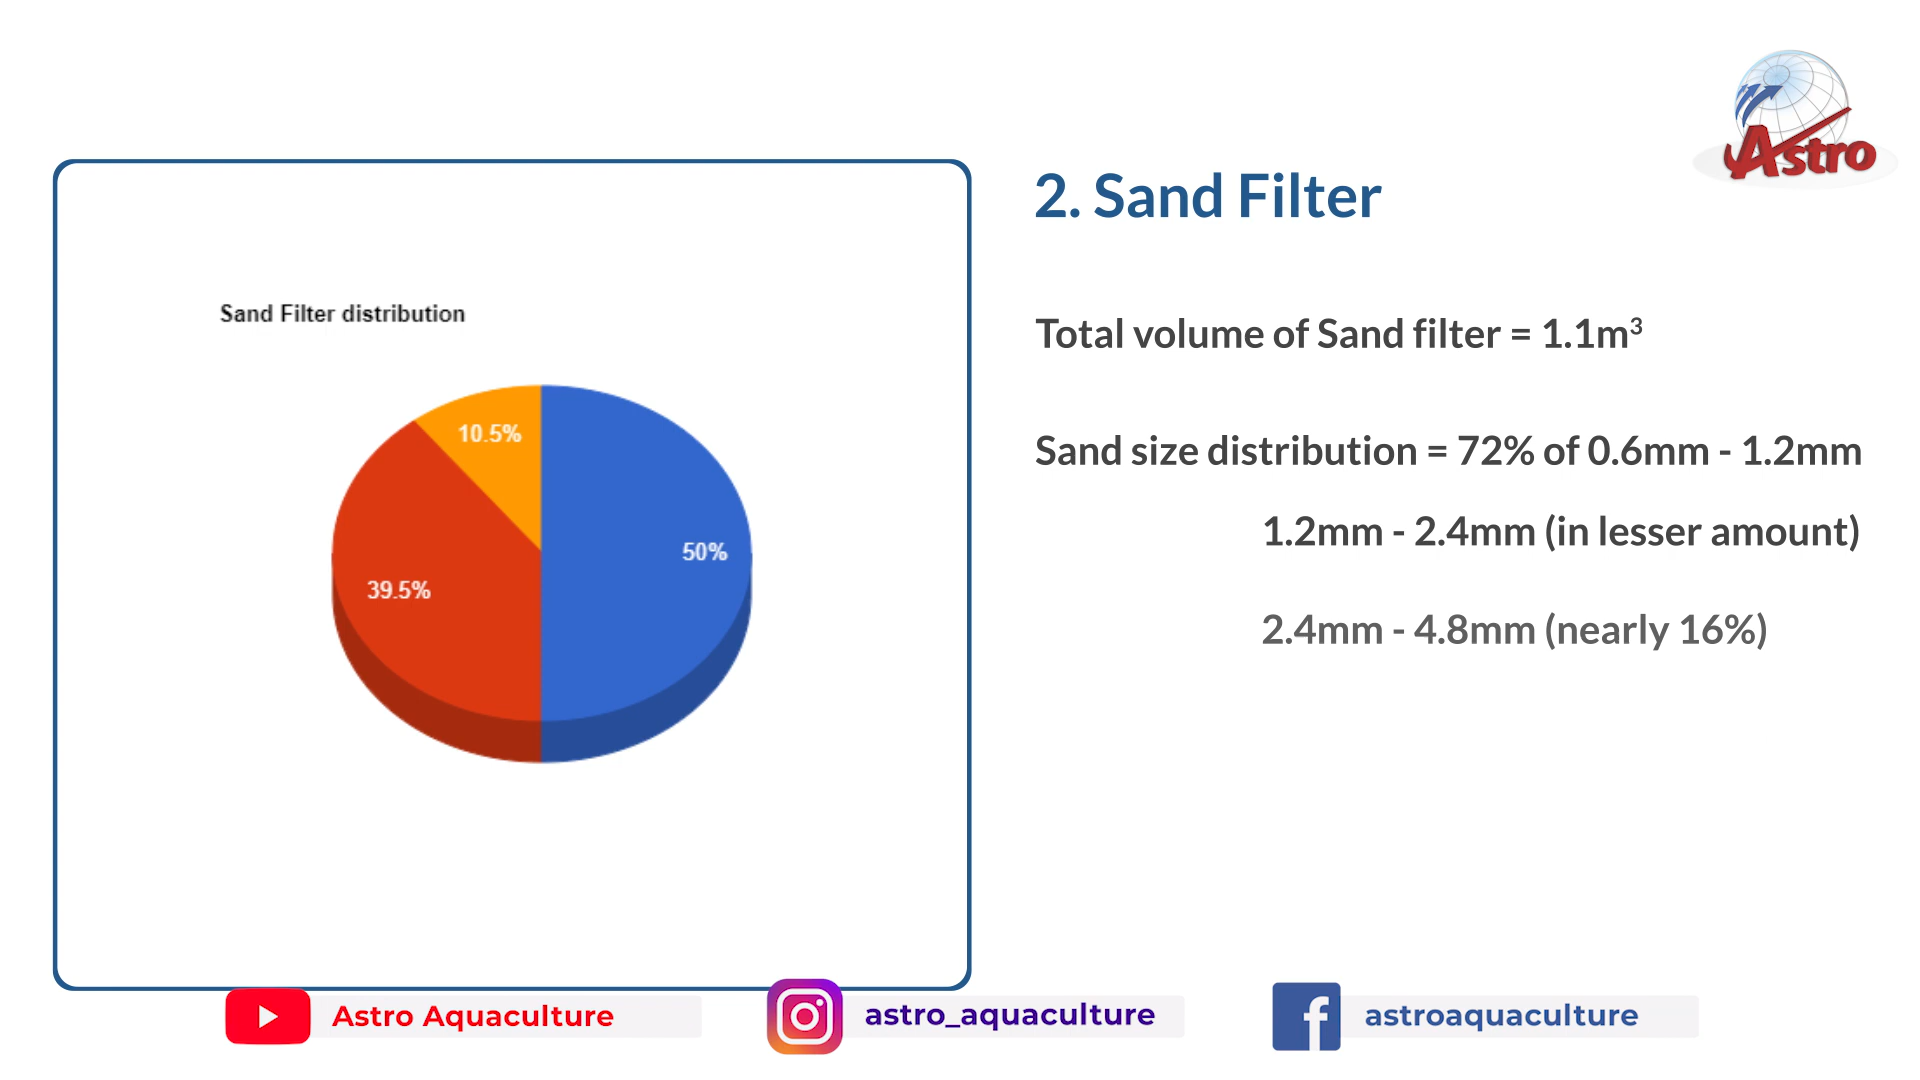 Astro
2. Sand Filter
Sand Filter distribution
10.5%
50%
39.5%
Total volume of Sand filter = 1.1m³
Sand size distribution = 72% of 0.6mm - 1.2mm
1.2mm - 2.4mm (in lesser amount)
2.4mm - 4.8mm (nearly 16%)
Astro Aquaculture
astro_aquaculture
astroaquaculture